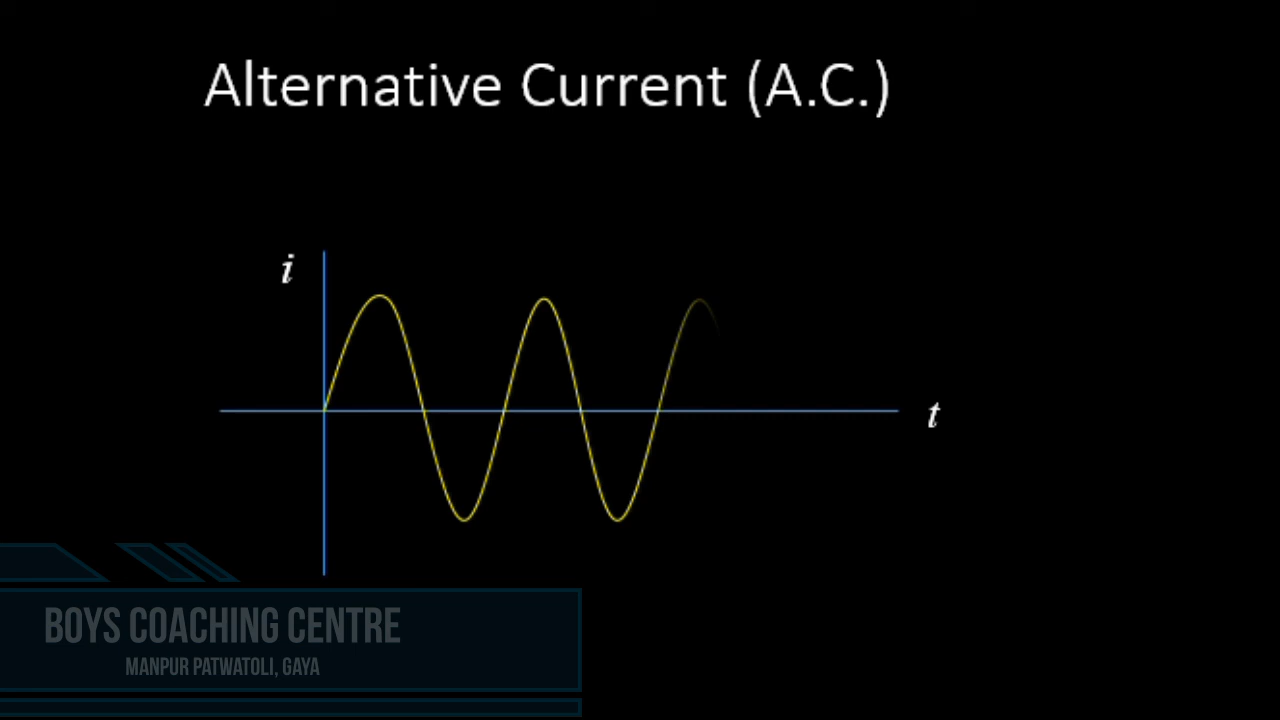 Alternative Current (A.C.)
i
t
BOYS COACHING CENTRE
MANPUR PATWATOLI, GAYA